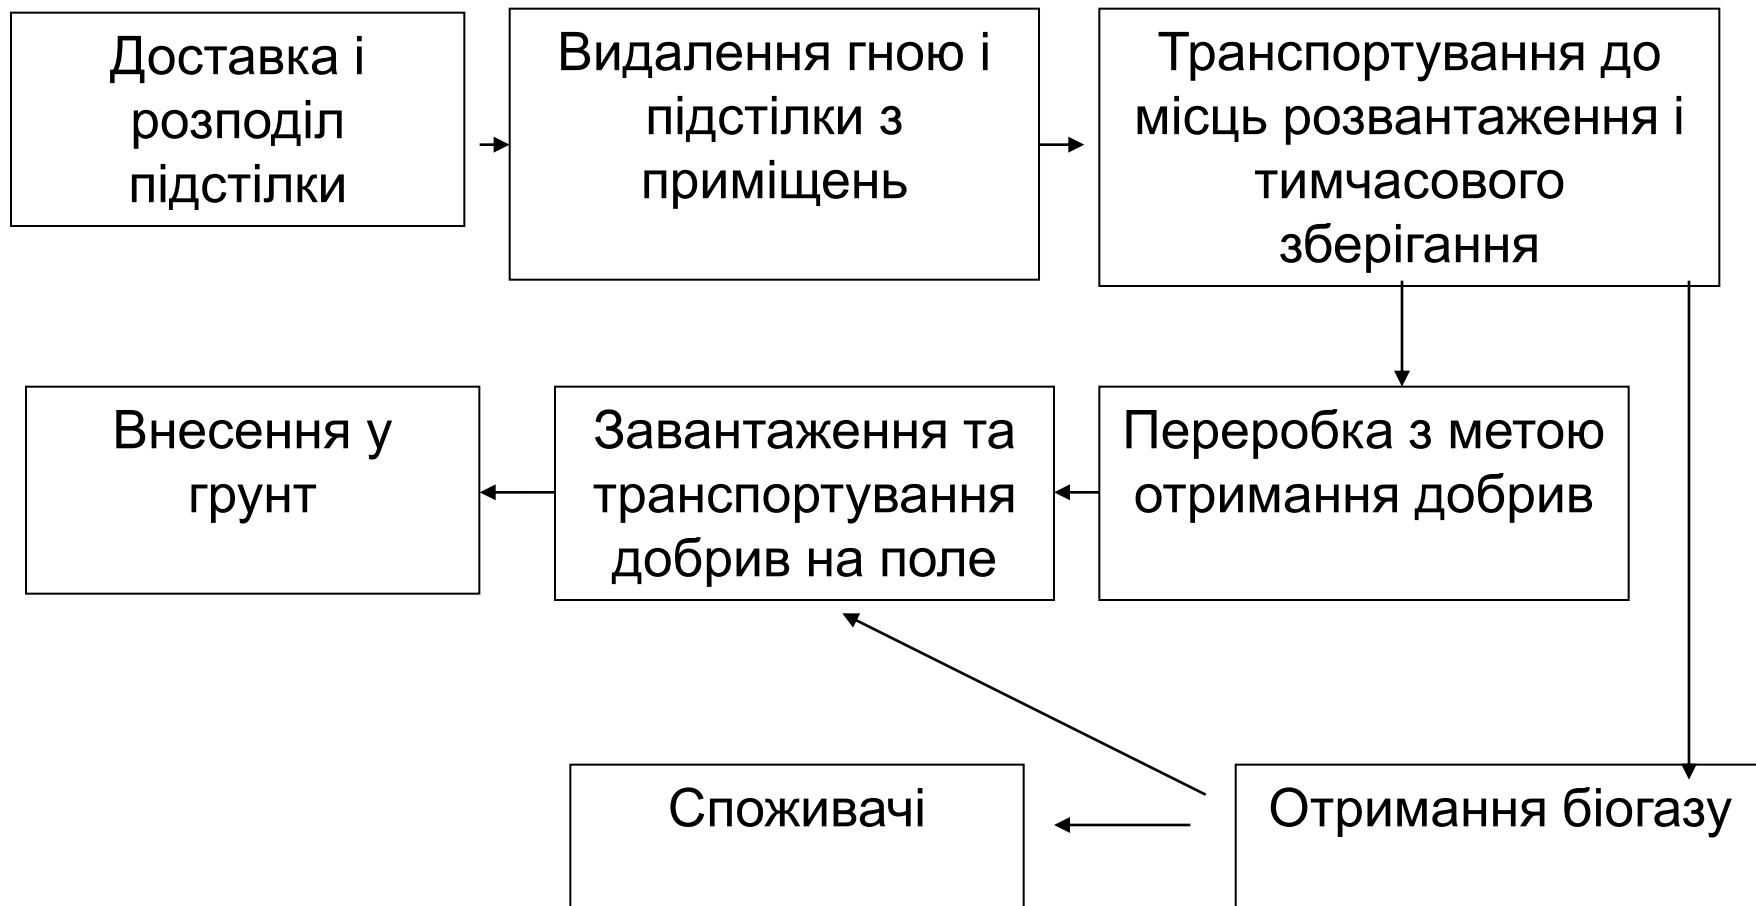 Доставка і
розподіл
підстілки
Видалення гною і
підстілки з
приміщень
Транспортування до
місць розвантаження і
тимчасового
зберігання
Внесення у
грунт
Завантаження та
транспортування
добрив на поле
Переробка з метою
отримання добрив
Споживачі
Отримання біогазу